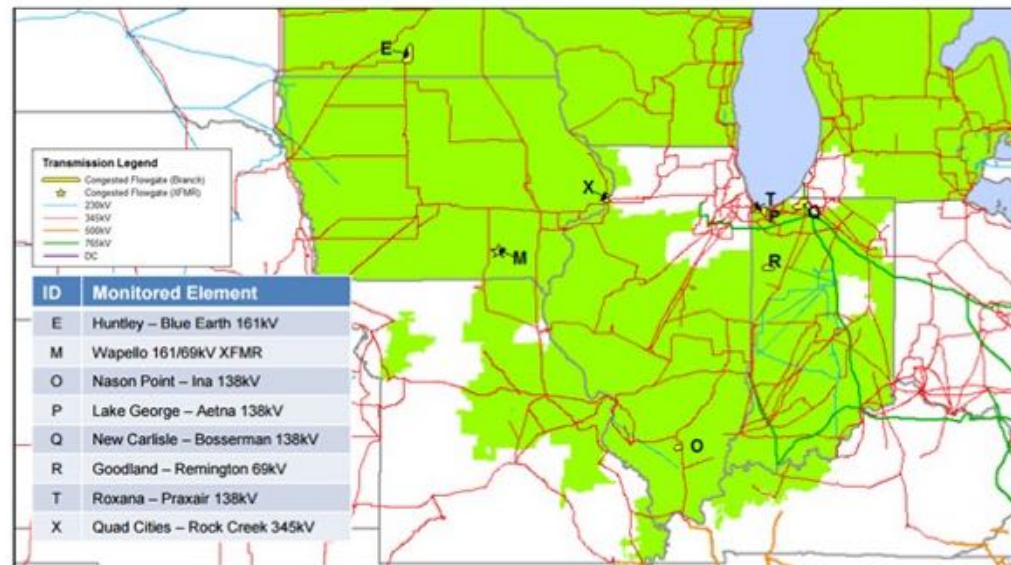 E
X
T
P
Q
M
R
O
Transmission Legend
Congested Flowgate (Branch)
Congested Flowgate (XFMR)
230kV
345kV
500kV
765kV
DC
ID Monitored Element
E Huntley – Blue Earth 161kV
M Wapello 161/69kV XFMR
O Nason Point – Ina 138kV
P Lake George – Aetna 138kV
Q New Carlisle – Bosserman 138kV
R Goodland – Remington 69kV
T Roxana – Praxair 138kV
X Quad Cities – Rock Creek 345kV